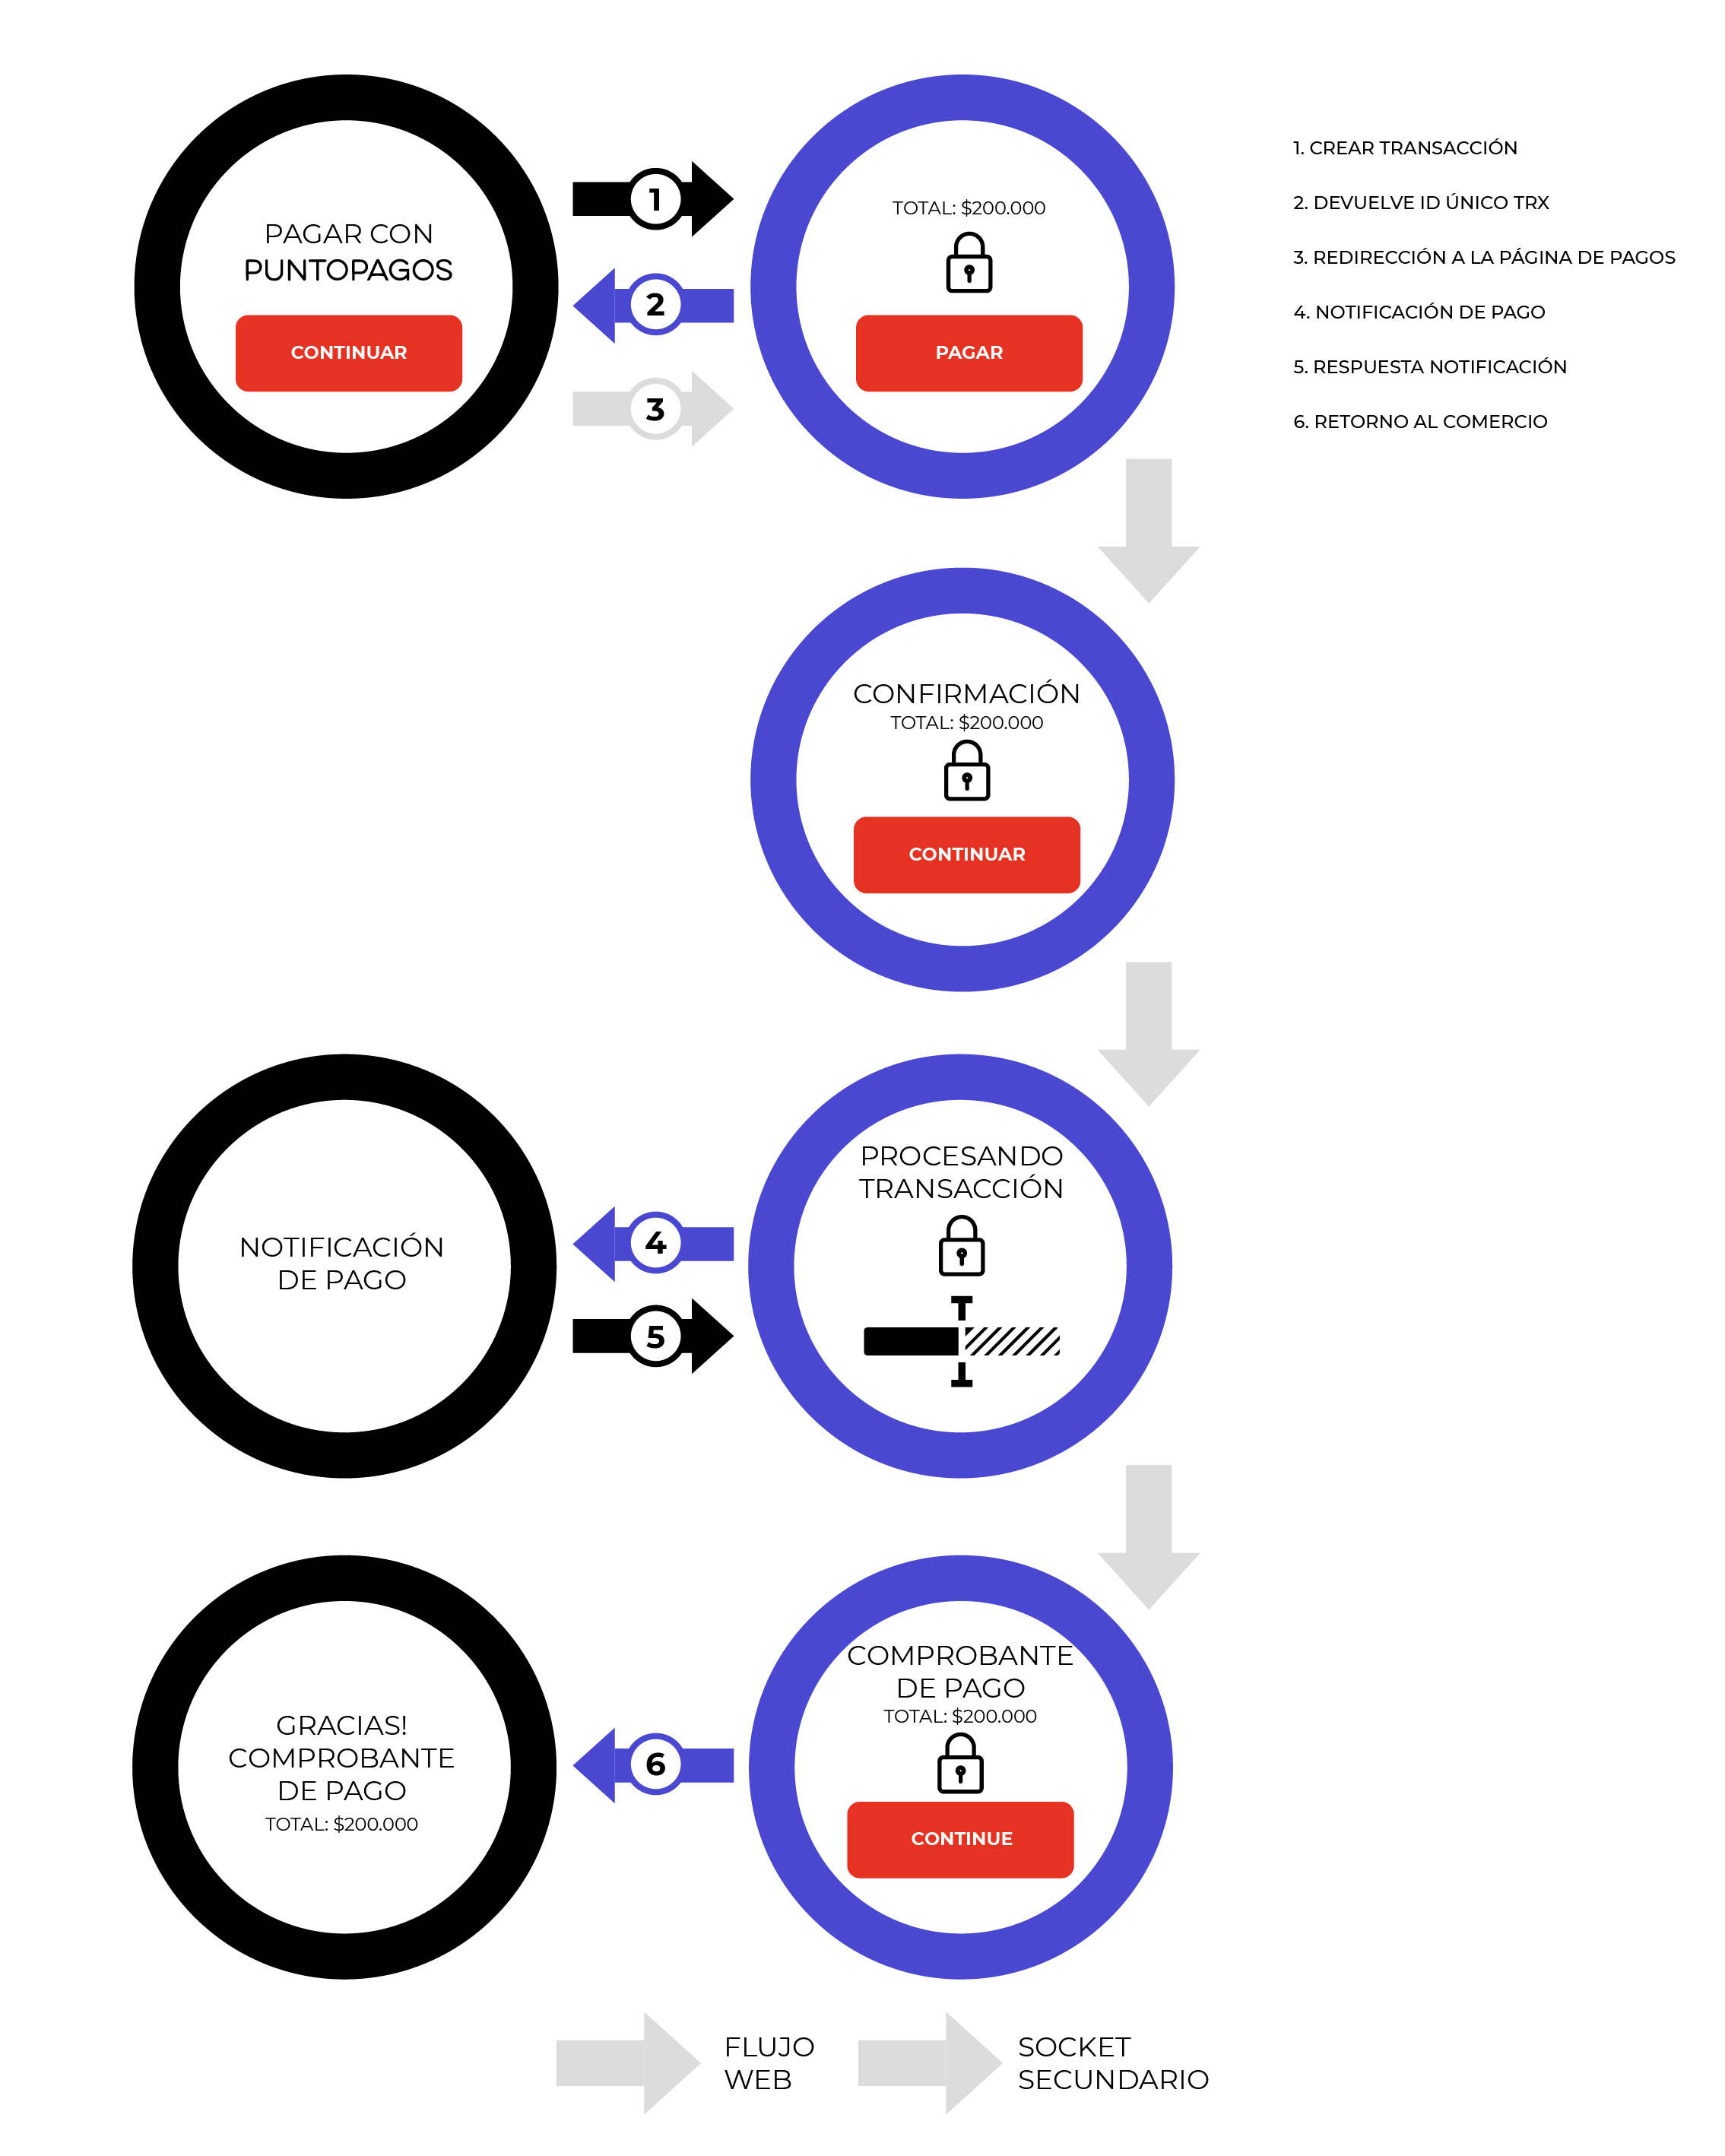 PAGAR CON
PUNTOPAGOS
CONTINUAR
1
2
3
TOTAL: $200.000
PAGAR
1. CREAR TRANSACCIÓN
2. DEVUELVE ID ÚNICO TRX
3. REDIRECCIÓN A LA PÁGINA DE PAGOS
4. NOTIFICACIÓN DE PAGO
5. RESPUESTA NOTIFICACIÓN
6. RETORNO AL COMERCIO
CONFIRMACIÓN
TOTAL: $200.000
CONTINUAR
NOTIFICACIÓN
DE PAGO
4
5
PROCESANDO
TRANSACCIÓN
GRACIAS!
COMPROBANTE
DE PAGO
TOTAL: $200.000
6
COMPROBANTE
DE PAGO
TOTAL: $200.000
CONTINUE
FLUJO
WEB
SOCKET
SECUNDARIO